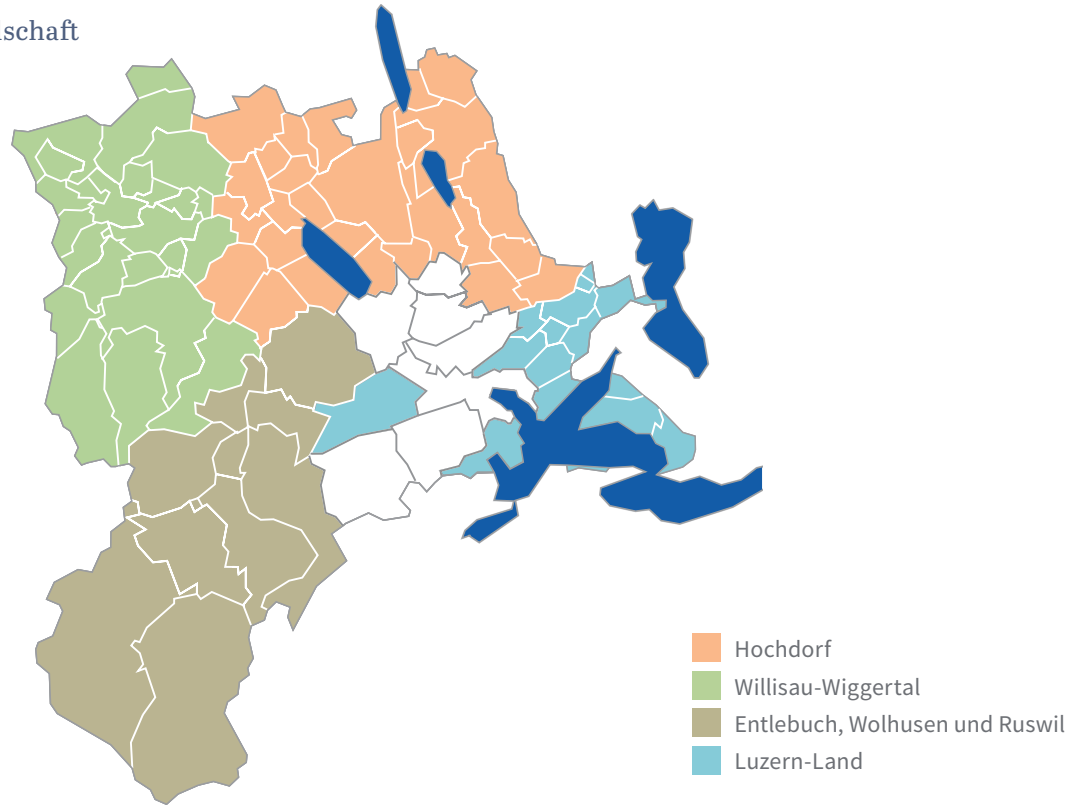 schaft
Hochdorf
Willisau-Wiggertal
Entlebuch, Wolhusen und Ruswil
Luzern-Land